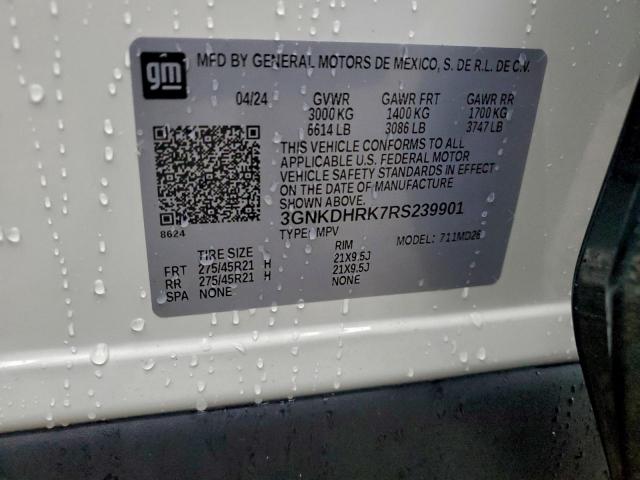 gm
MFD BY GENERAL MOTORS DE MEXICO, S. DE R.L. DE C.V.
04/24 GVWR GAWR FRT GAWR RR
3000 KG 1400 KG 1700 KG
6614 LB 3086 LB 3747 LB
THIS VEHICLE CONFORMS TO ALL
APPLICABLE U.S. FEDERAL MOTOR
VEHICLE SAFETY STANDARDS IN EFFECT
ON THE DATE OF MANUFACTURE
SHOWN ABOVE.
3GNKDHRK7RS239901
8624
TYPE: MPV MODEL: 711MD26
TIRE SIZE RIM
FRT 275/45R21 H 21X9.5J
RR 275/45R21 H 21X9.5J
SPA NONE NONE